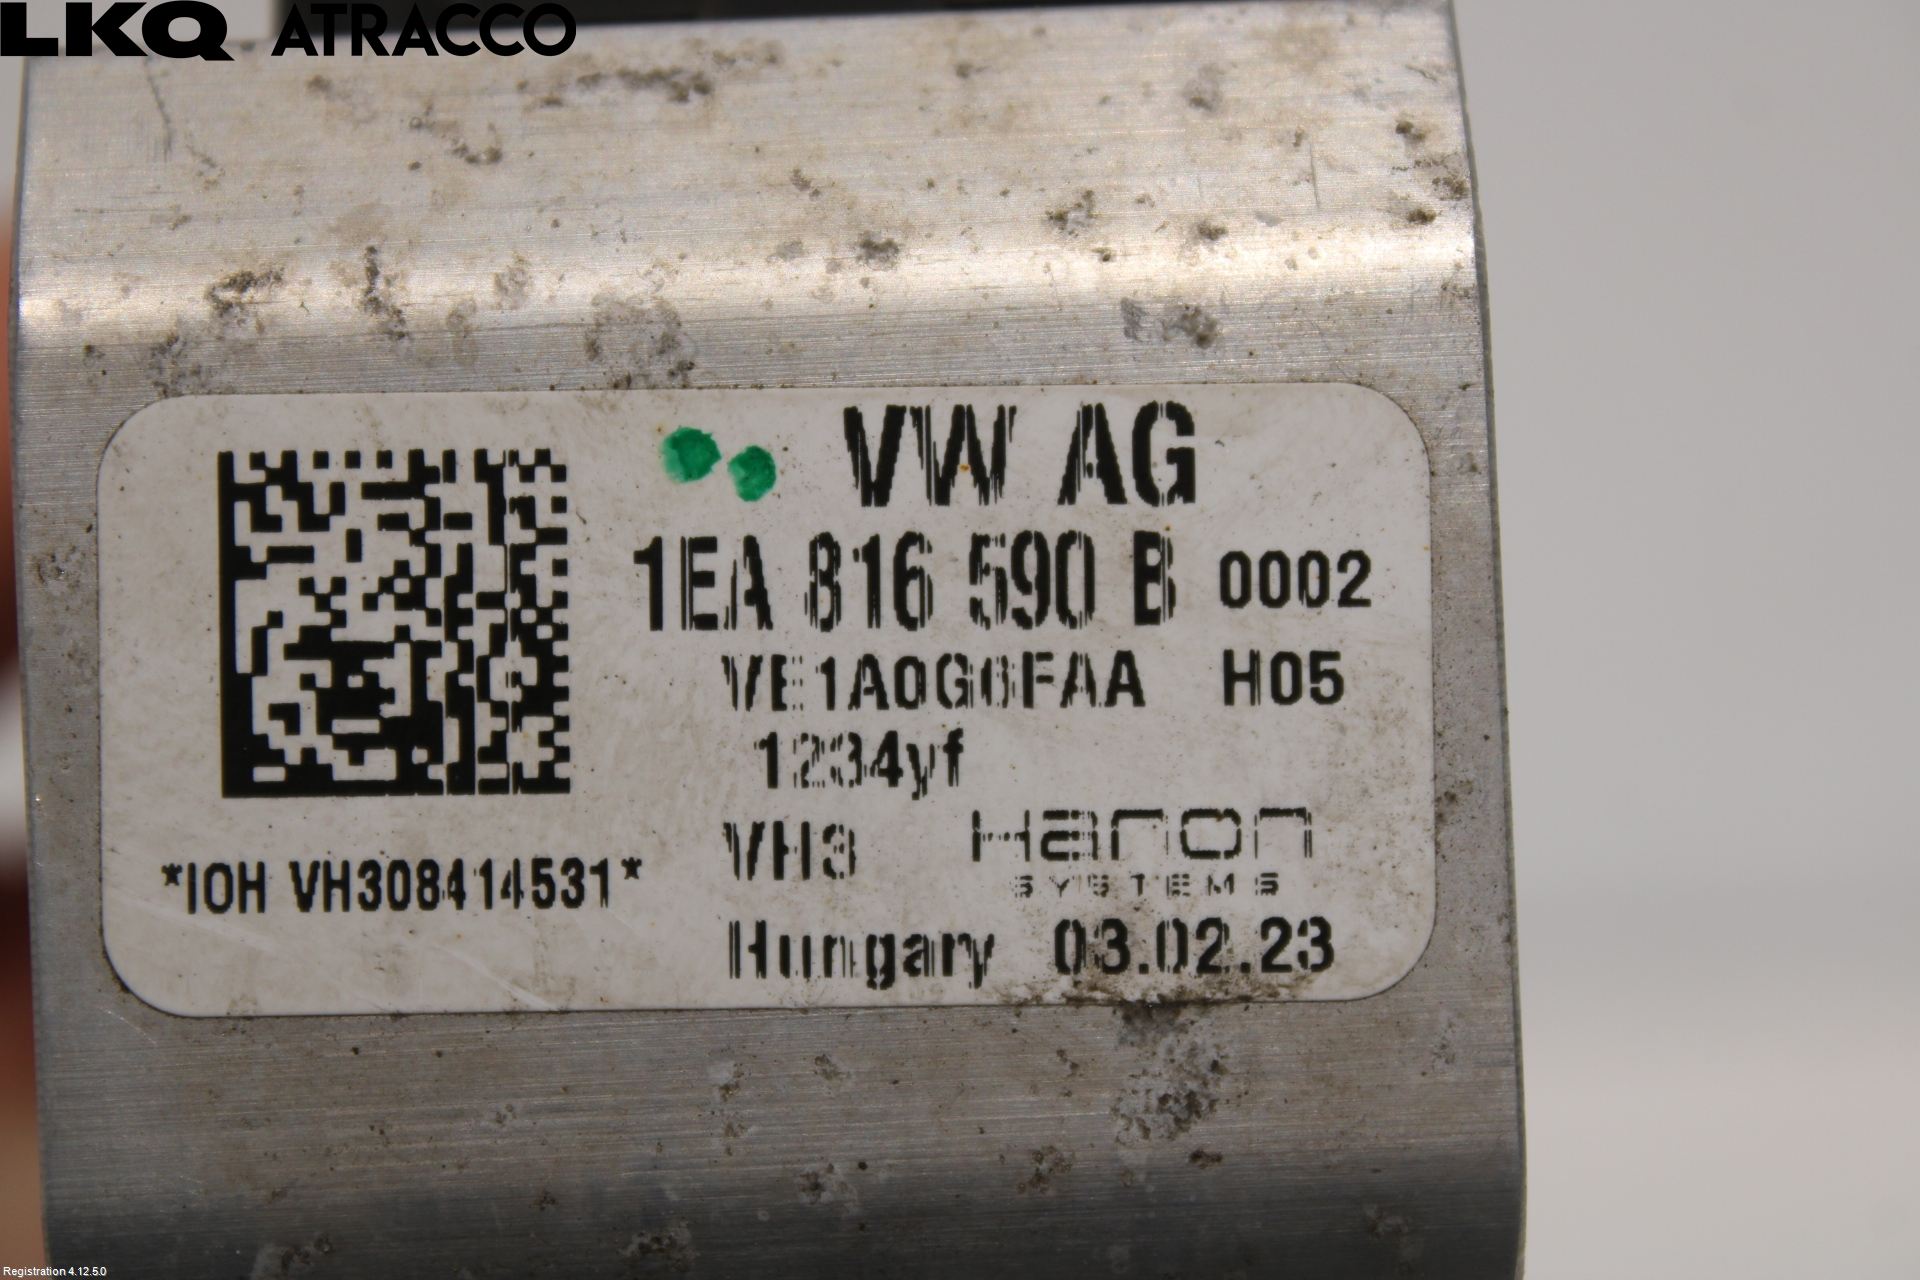 LKQ ATRACCO
VW AG
1EA 816 590 B 0002
VE1A0G6FAA H05
1234yf
VH3 Hanon
SYSTEMS
*IOH VH308414531*
Hungary 03.02.23
Registration 4.12.5.0